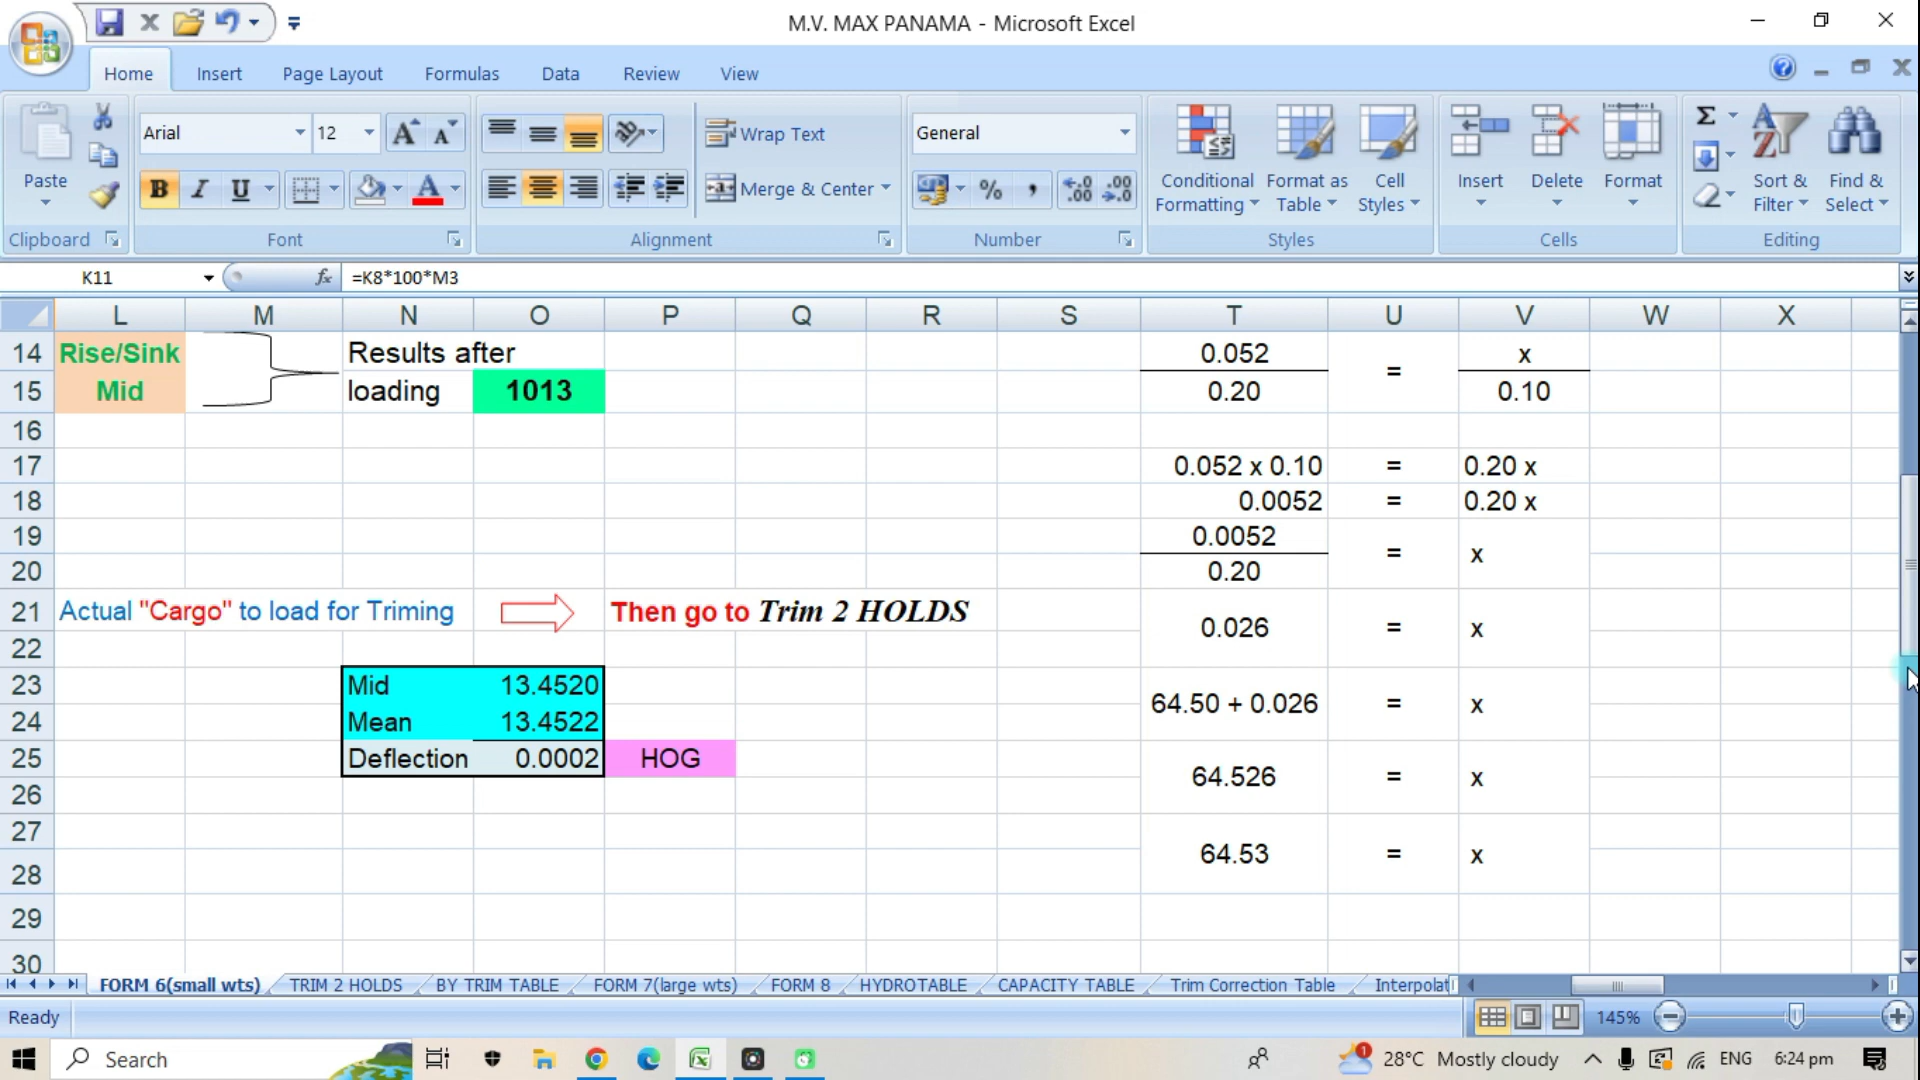 M.V. MAX PANAMA - Microsoft Excel
Home Insert Page Layout Formulas Data Review View
Arial 12 Wrap Text General
Paste Merge & Center Conditional Formatting Format as Table Cell Styles Insert Delete Format Sort & Filter Find & Select
Clipboard Font Alignment Number Styles Cells Editing
K11 fx =K8*100*M3
L M N O P Q R S T U V W X
14 Rise/Sink Results after 0.052 = x
15 Mid loading 1013 0.20 0.10
16
17 0.052 x 0.10 = 0.20 x
18 0.0052 = 0.20 x
19 0.0052 = x
20 0.20
21 Actual "Cargo" to load for Triming Then go to Trim 2 HOLDS
0.026 = x
22
23 Mid 13.4520
64.50 + 0.026 = x
24 Mean 13.4522
25 Deflection 0.0002 HOG
64.526 = x
26
27
64.53 = x
28
29
30
FORM 6(small wts) TRIM 2 HOLDS BY TRIM TABLE FORM 7(large wts) FORM 8 HYDROTABLE CAPACITY TABLE Trim Correction Table Interpolat
Ready 145%
Search 1 28°C Mostly cloudy ENG 6:24 pm